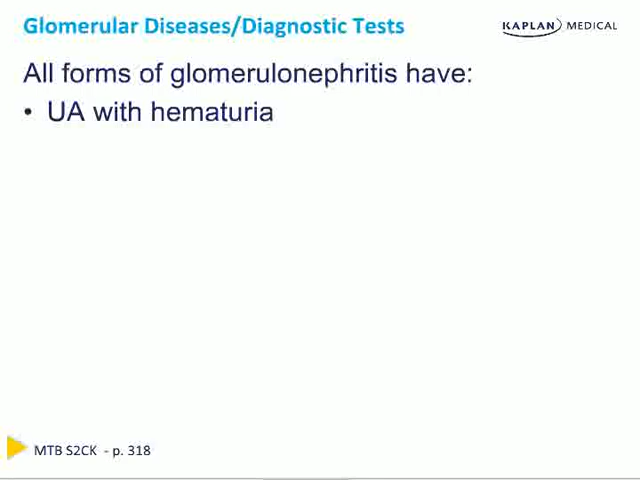 Glomerular Diseases/Diagnostic Tests
KAPLAN MEDICAL
All forms of glomerulonephritis have:
• UA with hematuria
MTB S2CK - p. 318